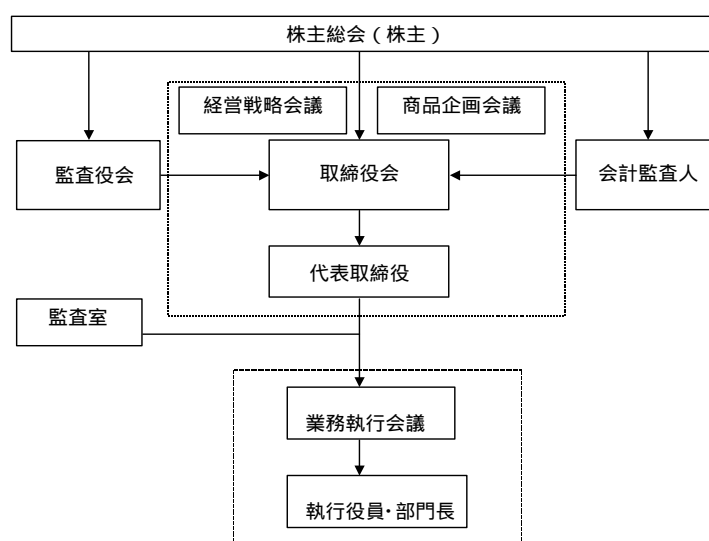 株主総会（株主）
経営戦略会議
商品企画会議
監査役会
取締役会
会計監査人
代表取締役
監査室
業務執行会議
執行役員・部門長